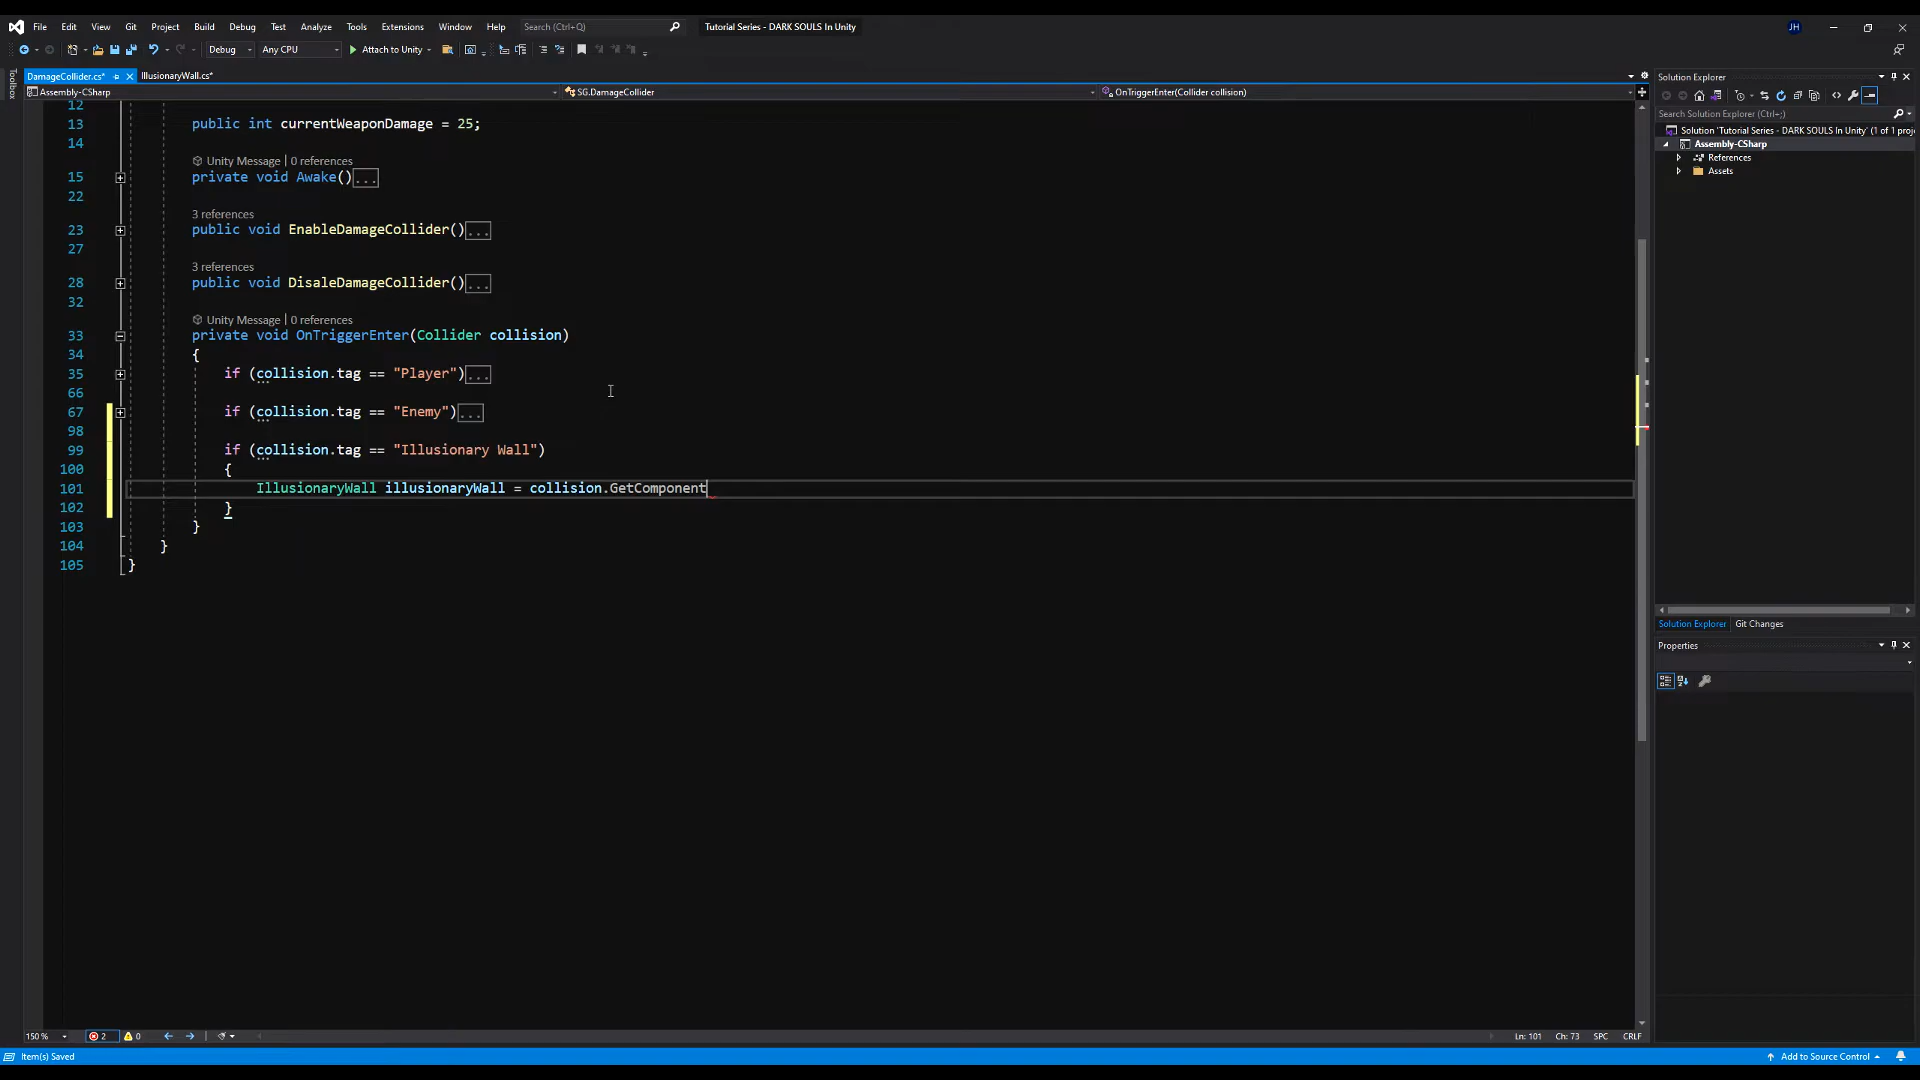 File Edit View Git Project Build Debug Test Analyze Tools Extensions Window Help Search (Ctrl+Q) Tutorial Series - DARK SOULS In Unity JH
Debug Any CPU Attach to Unity
Toolbox
DamageCollider.cs* IllusionaryWall.cs*
Assembly-CSharp SG.DamageCollider OnTriggerEnter(Collider collision)
12
13 public int currentWeaponDamage = 25;
14
Unity Message | 0 references
15 private void Awake()...
22
3 references
23 public void EnableDamageCollider()...
27
3 references
28 public void DisaleDamageCollider()...
32
Unity Message | 0 references
33 private void OnTriggerEnter(Collider collision)
34 {
35 if (collision.tag == "Player")...
66
67 if (collision.tag == "Enemy")...
98
99 if (collision.tag == "Illusionary Wall")
100 {
101 IllusionaryWall illusionaryWall = collision.GetComponent
102 }
103 }
104 }
105 }
150 % 2 0 Ln: 101 Ch: 73 SPC CRLF
Item(s) Saved Add to Source Control
Solution Explorer
Search Solution Explorer (Ctrl+;)
Solution 'Tutorial Series - DARK SOULS In Unity' (1 of 1 proj
Assembly-CSharp
References
Assets
Solution Explorer Git Changes
Properties